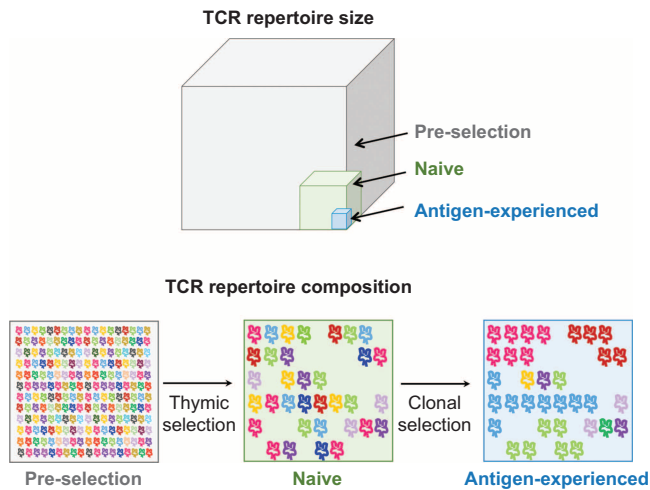 TCR repertoire size
Pre-selection
Naive
Antigen-experienced
TCR repertoire composition
Thymic
selection
Clonal
selection
Pre-selection
Naive
Antigen-experienced